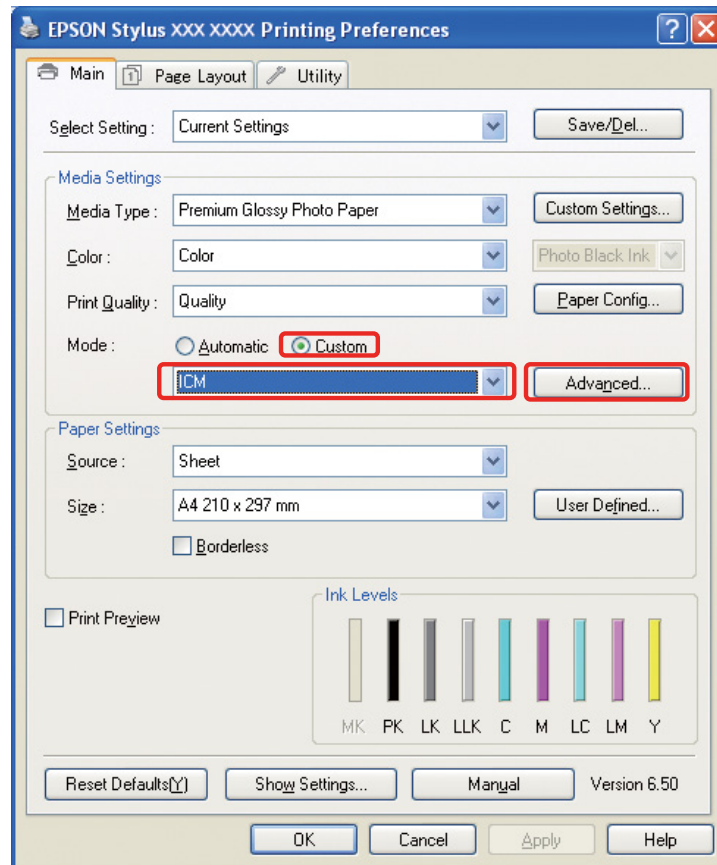 EPSON Stylus XXX XXXX Printing Preferences
Main Page Layout Utility
Select Setting : Current Settings Save/Del...
Media Settings
Media Type : Premium Glossy Photo Paper Custom Settings...
Color : Color Photo Black Ink
Print Quality : Quality Paper Config...
Mode : Automatic Custom
ICM Advanced...
Paper Settings
Source : Sheet
Size : A4 210 x 297 mm User Defined...
Borderless
Print Preview
Ink Levels
MK PK LK LLK C M LC LM Y
Reset Defaults(Y) Show Settings... Manual Version 6.50
OK Cancel Apply Help